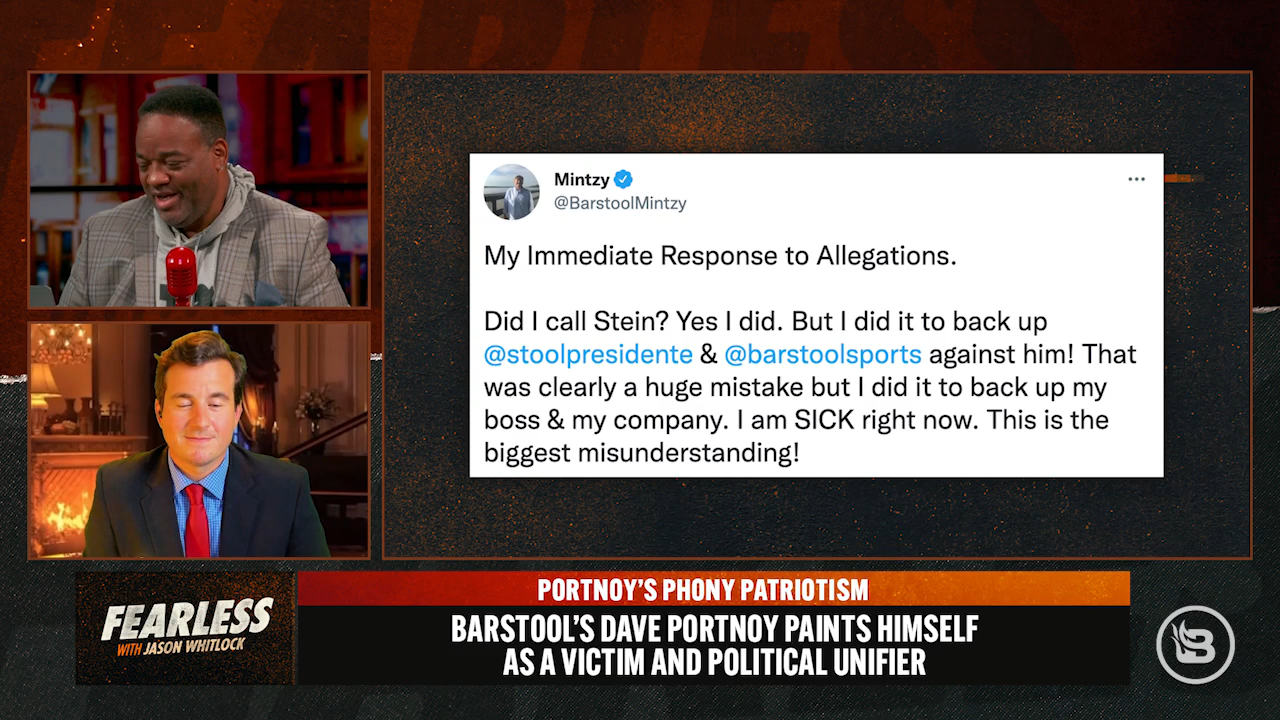 FEARLESS
Mintzy
@BarstoolMintzy
My Immediate Response to Allegations.
Did I call Stein? Yes I did. But I did it to back up
@stoolpresidente & @barstoolsports against him! That
was clearly a huge mistake but I did it to back up my
boss & my company. I am SICK right now. This is the
biggest misunderstanding!
PORTNOY'S PHONY PATRIOTISM
BARSTOOL'S DAVE PORTNOY PAINTS HIMSELF
AS A VICTIM AND POLITICAL UNIFIER
FEARLESS
WITH JASON WHITLOCK
B